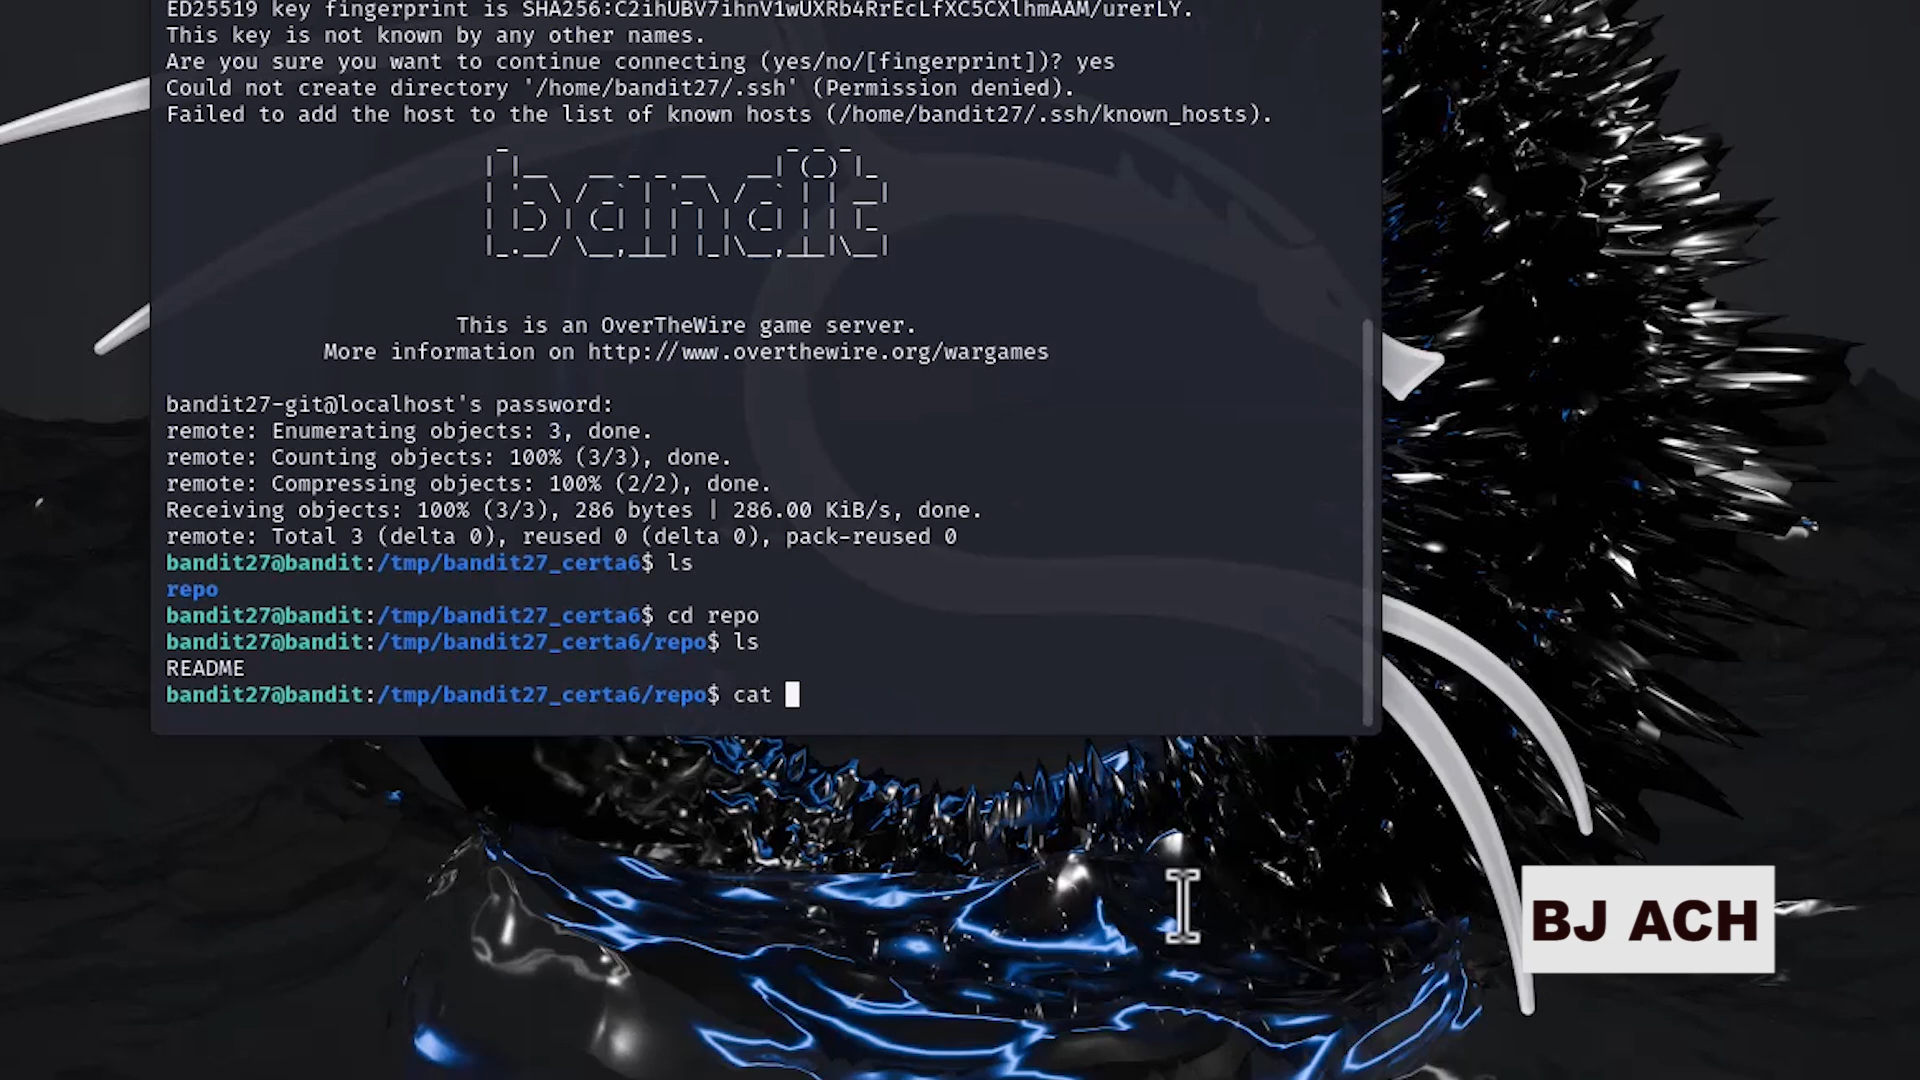 ED25519 key fingerprint is SHA256:C2ihUBV7ihnV1wUXRb4RrEcLfXC5CXlhmAAM/urerLY.
This key is not known by any other names.
Are you sure you want to continue connecting (yes/no/[fingerprint])? yes
Could not create directory '/home/bandit27/.ssh' (Permission denied).
Failed to add the host to the list of known hosts (/home/bandit27/.ssh/known_hosts).
bandit
This is an OverTheWire game server.
More information on http://www.overthewire.org/wargames
bandit27-git@localhost's password:
remote: Enumerating objects: 3, done.
remote: Counting objects: 100% (3/3), done.
remote: Compressing objects: 100% (2/2), done.
Receiving objects: 100% (3/3), 286 bytes | 286.00 KiB/s, done.
remote: Total 3 (delta 0), reused 0 (delta 0), pack-reused 0
bandit27@bandit:/tmp/bandit27_certa6$ ls
repo
bandit27@bandit:/tmp/bandit27_certa6$ cd repo
bandit27@bandit:/tmp/bandit27_certa6/repo$ ls
README
bandit27@bandit:/tmp/bandit27_certa6/repo$ cat
BJ ACH